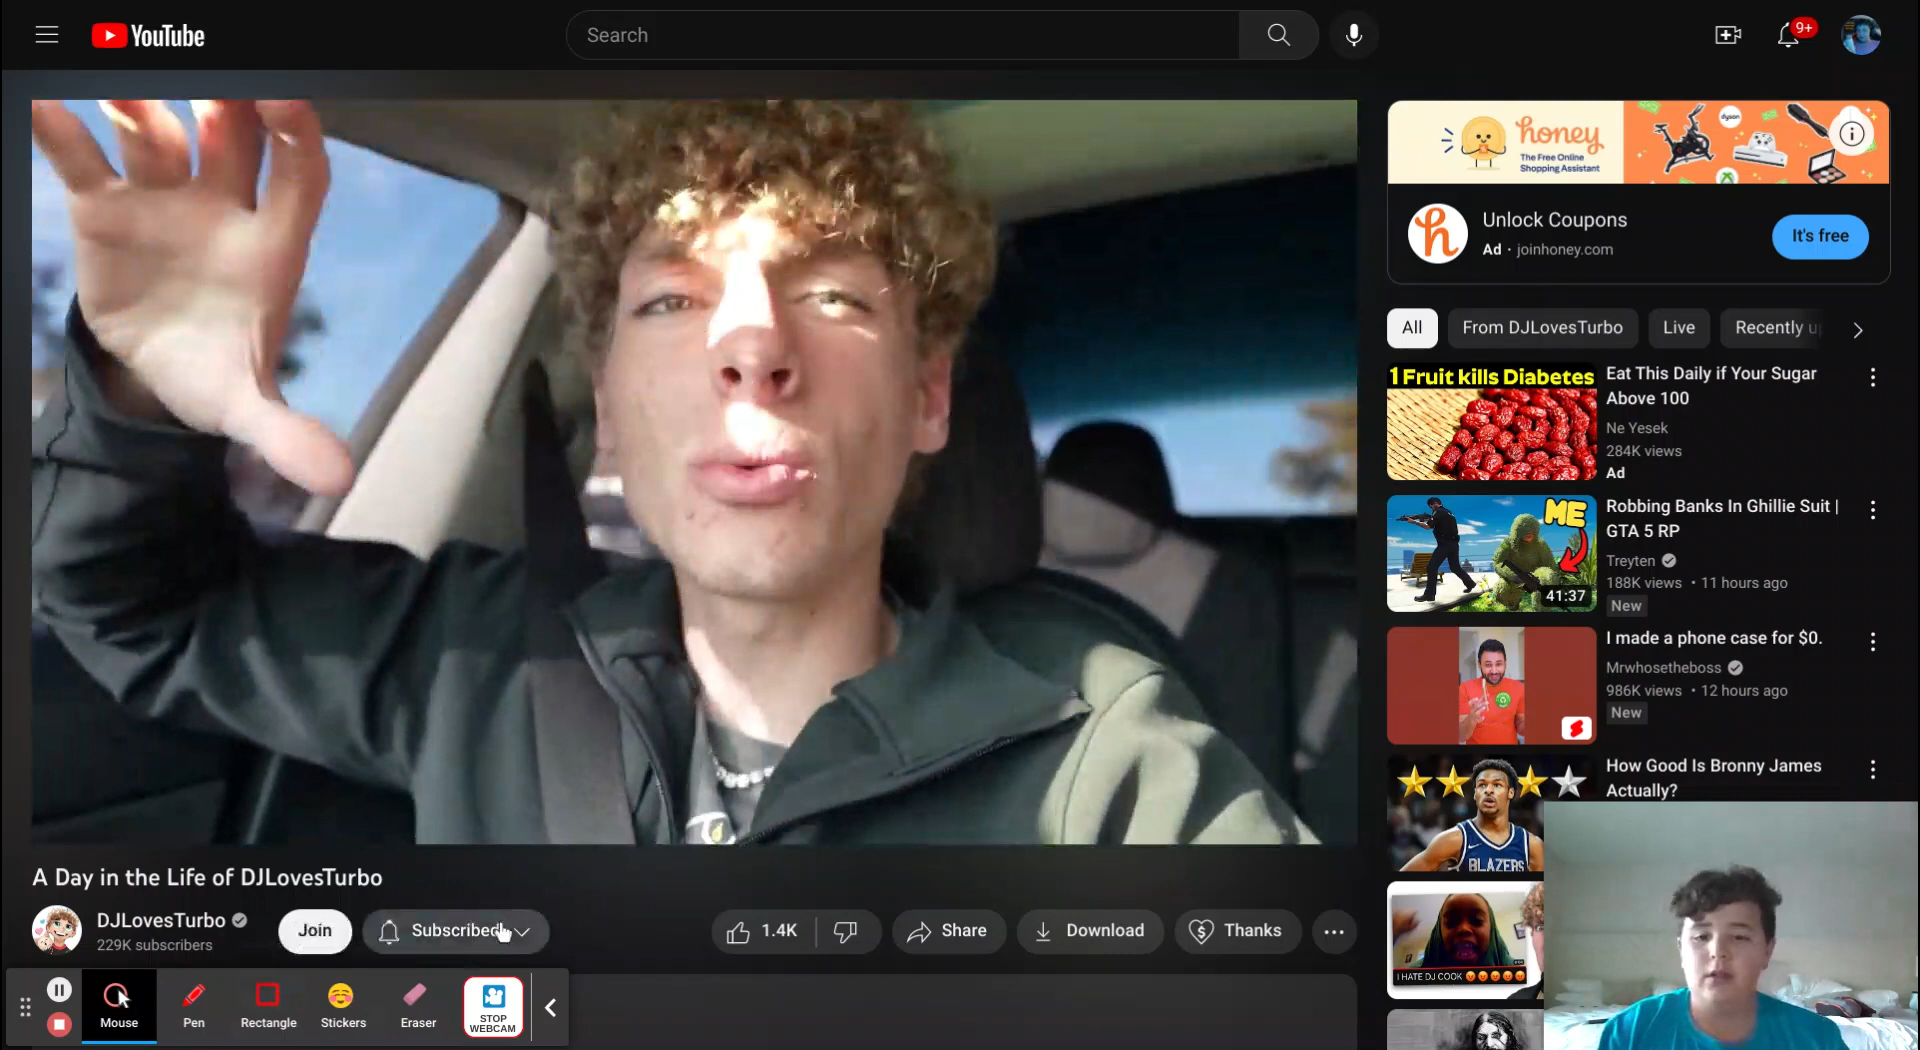 YouTube
Search
9+
honey
The Free Online
Shopping Assistant
dyson
Unlock Coupons
Ad · joinhoney.com
It's free
All
From DJLovesTurbo
Live
Recently u
1 Fruit kills Diabetes
Eat This Daily if Your Sugar
Above 100
Ne Yesek
284K views
Ad
ME
41:37
Robbing Banks In Ghillie Suit |
GTA 5 RP
Treyten
188K views • 11 hours ago
New
I made a phone case for $0.
Mrwhosetheboss
986K views • 12 hours ago
New
BLAZERS
How Good Is Bronny James
Actually?
I HATE DJ COOK
A Day in the Life of DJLovesTurbo
DJLovesTurbo
229K subscribers
Join
Subscribed
1.4K
Share
Download
Thanks
Mouse
Pen
Rectangle
Stickers
Eraser
STOP
WEBCAM